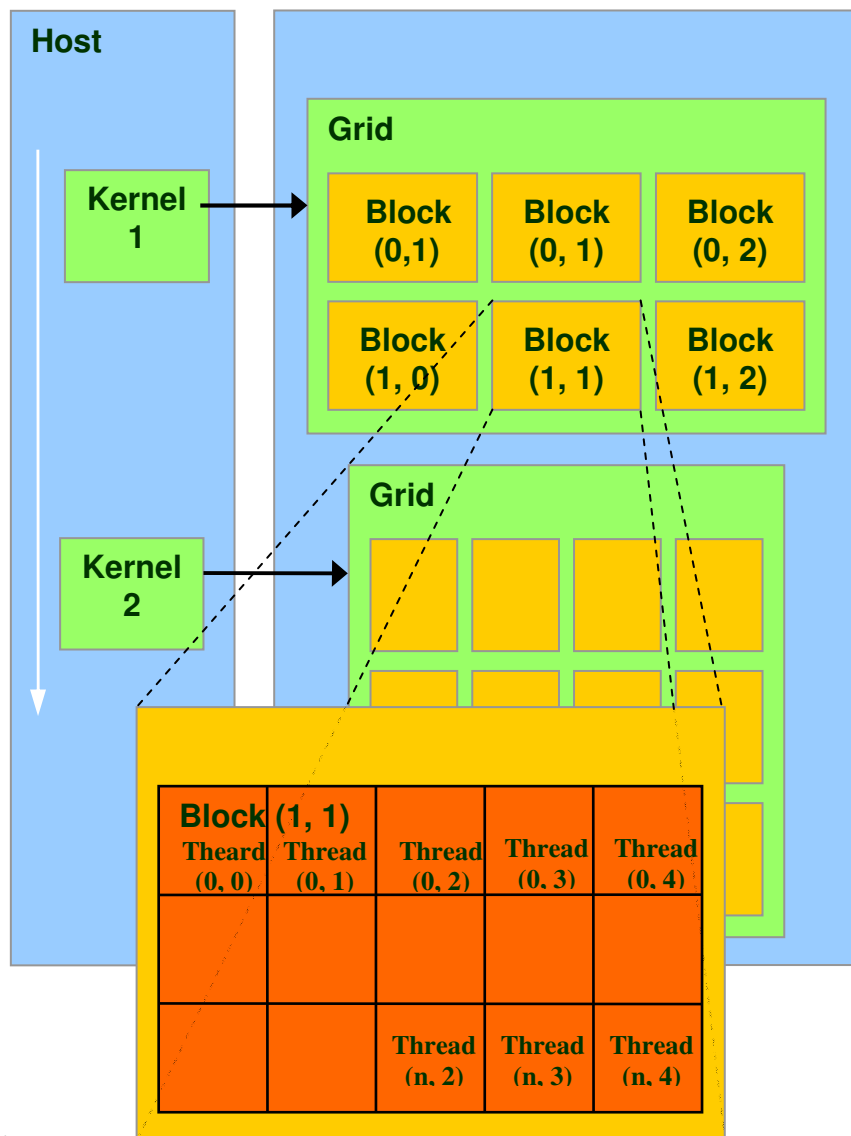 Host
Grid
Kernel
1
Block
(0,1)
Block
(0, 1)
Block
(0, 2)
Block
(1, 0)
Block
(1, 1)
Block
(1, 2)
Grid
Kernel
2
Block (1, 1)
Theard
(0, 0)
Thread
(0, 1)
Thread
(0, 2)
Thread
(0, 3)
Thread
(0, 4)
Thread
(n, 2)
Thread
(n, 3)
Thread
(n, 4)